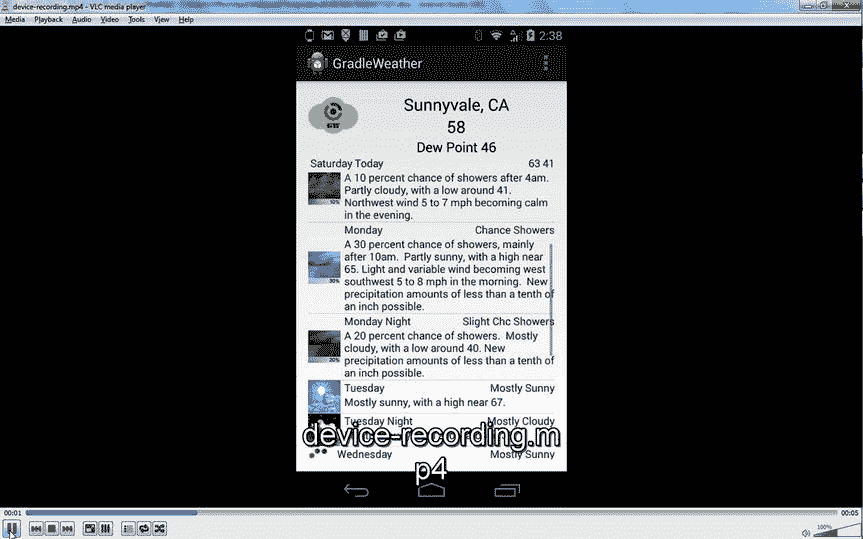 device-recording.mp4 - VLC media player
Media Playback Audio Video Tools View Help
2:38
GradleWeather
Sunnyvale, CA
58
Dew Point 46
Saturday Today 63 41
A 10 percent chance of showers after 4am.
Partly cloudy, with a low around 41.
Northwest wind 5 to 7 mph becoming calm
in the evening.
10%
Monday Chance Showers
A 30 percent chance of showers, mainly
after 10am. Partly sunny, with a high near
65. Light and variable wind becoming west
southwest 5 to 8 mph in the morning. New
precipitation amounts of less than a tenth of
an inch possible.
30%
Monday Night Slight Chc Showers
A 20 percent chance of showers. Mostly
cloudy, with a low around 40. New
precipitation amounts of less than a tenth of
an inch possible.
20%
Tuesday Mostly Sunny
Mostly sunny, with a high near 67.
Tuesday Night Mostly Cloudy
device-recording.m
p4
Wednesday Mostly Sunny
00:01 00:05
100%